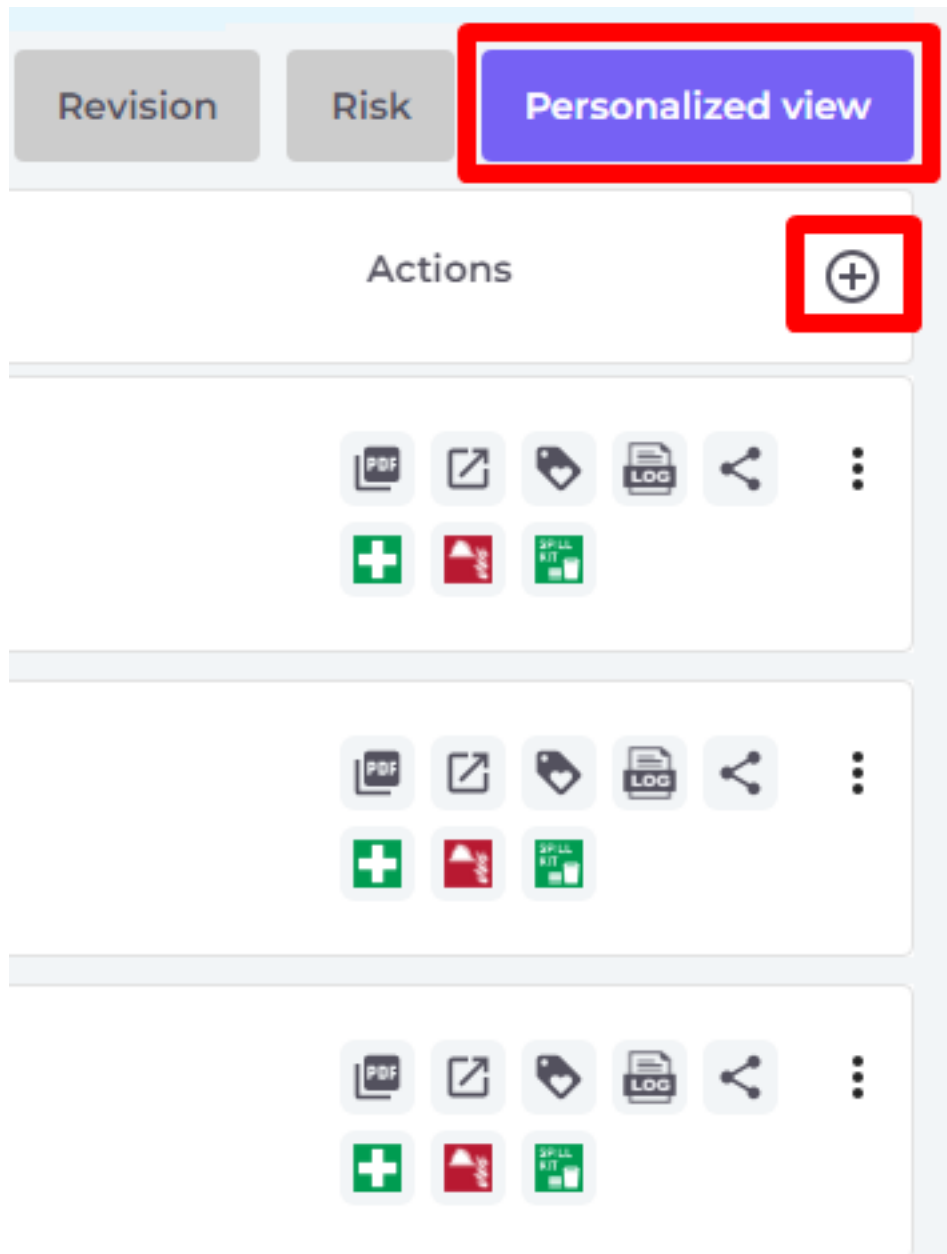 Revision Risk Personalized view
Actions
PDF LOG
SPILL
KIT
PDF LOG
SPILL
KIT
PDF LOG
SPILL
KIT